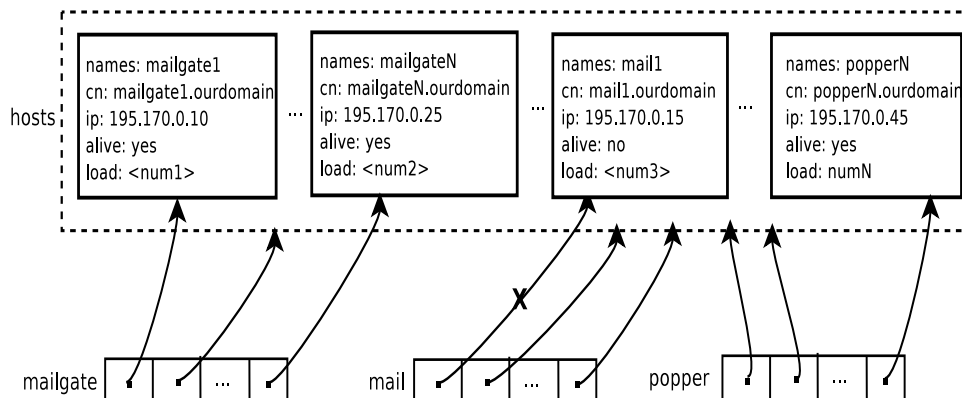 names: mailgate1
cn: mailgate1.ourdomain
ip: 195.170.0.10
alive: yes
load: <num1>
...
names: mailgateN
cn: mailgateN.ourdomain
ip: 195.170.0.25
alive: yes
load: <num2>
...
names: mail1
cn: mail1.ourdomain
ip: 195.170.0.15
alive: no
load: <num3>
...
names: popperN
cn: popperN.ourdomain
ip: 195.170.0.45
alive: yes
load: numN
hosts
X
mailgate
...
mail
...
popper
...